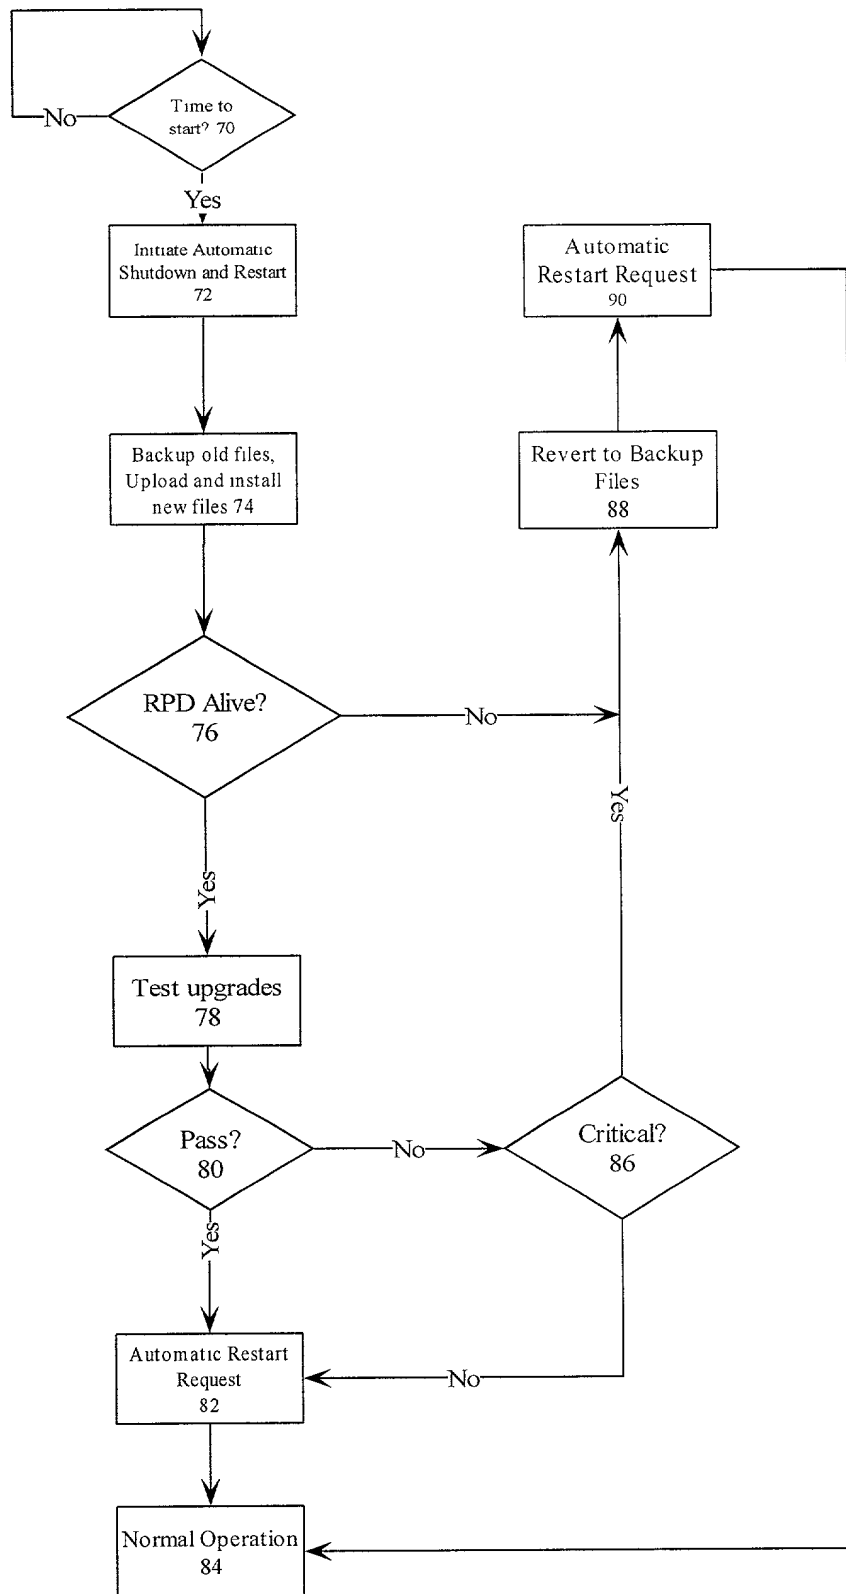 Time to
start? 70
No
Yes
Initiate Automatic
Shutdown and Restart
72
Automatic
Restart Request
90
Backup old files,
Upload and install
new files 74
Revert to Backup
Files
88
RPD Alive?
76
No
Yes
Yes
Test upgrades
78
Pass?
80
No
Critical?
86
Yes
Automatic Restart
Request
82
No
Normal Operation
84